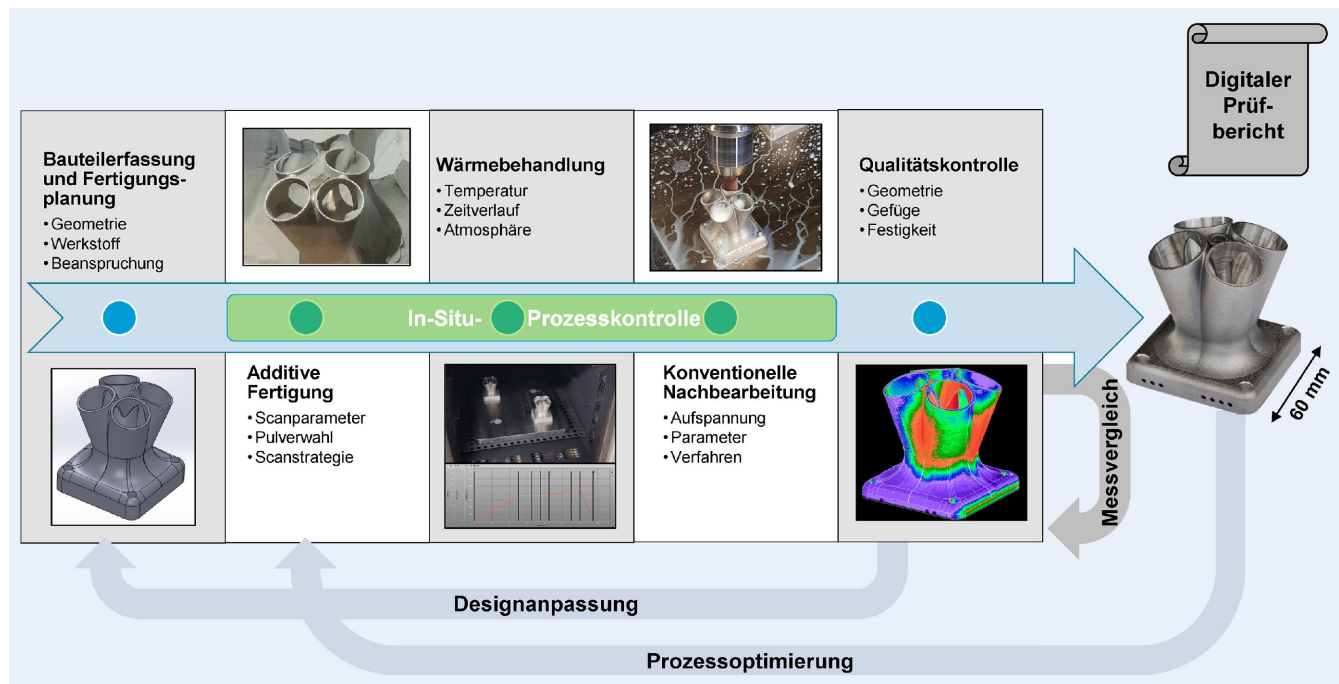 Digitaler
Prüf-
bericht
Bauteilerfassung
und Fertigungs-
planung
• Geometrie
• Werkstoff
• Beanspruchung
Wärmebehandlung
• Temperatur
• Zeitverlauf
• Atmosphäre
Qualitätskontrolle
• Geometrie
• Gefüge
• Festigkeit
In-Situ- Prozesskontrolle
Additive
Fertigung
• Scanparameter
• Pulverwahl
• Scanstrategie
Konventionelle
Nachbearbeitung
• Aufspannung
• Parameter
• Verfahren
Messvergleich
60 mm
Designanpassung
Prozessoptimierung